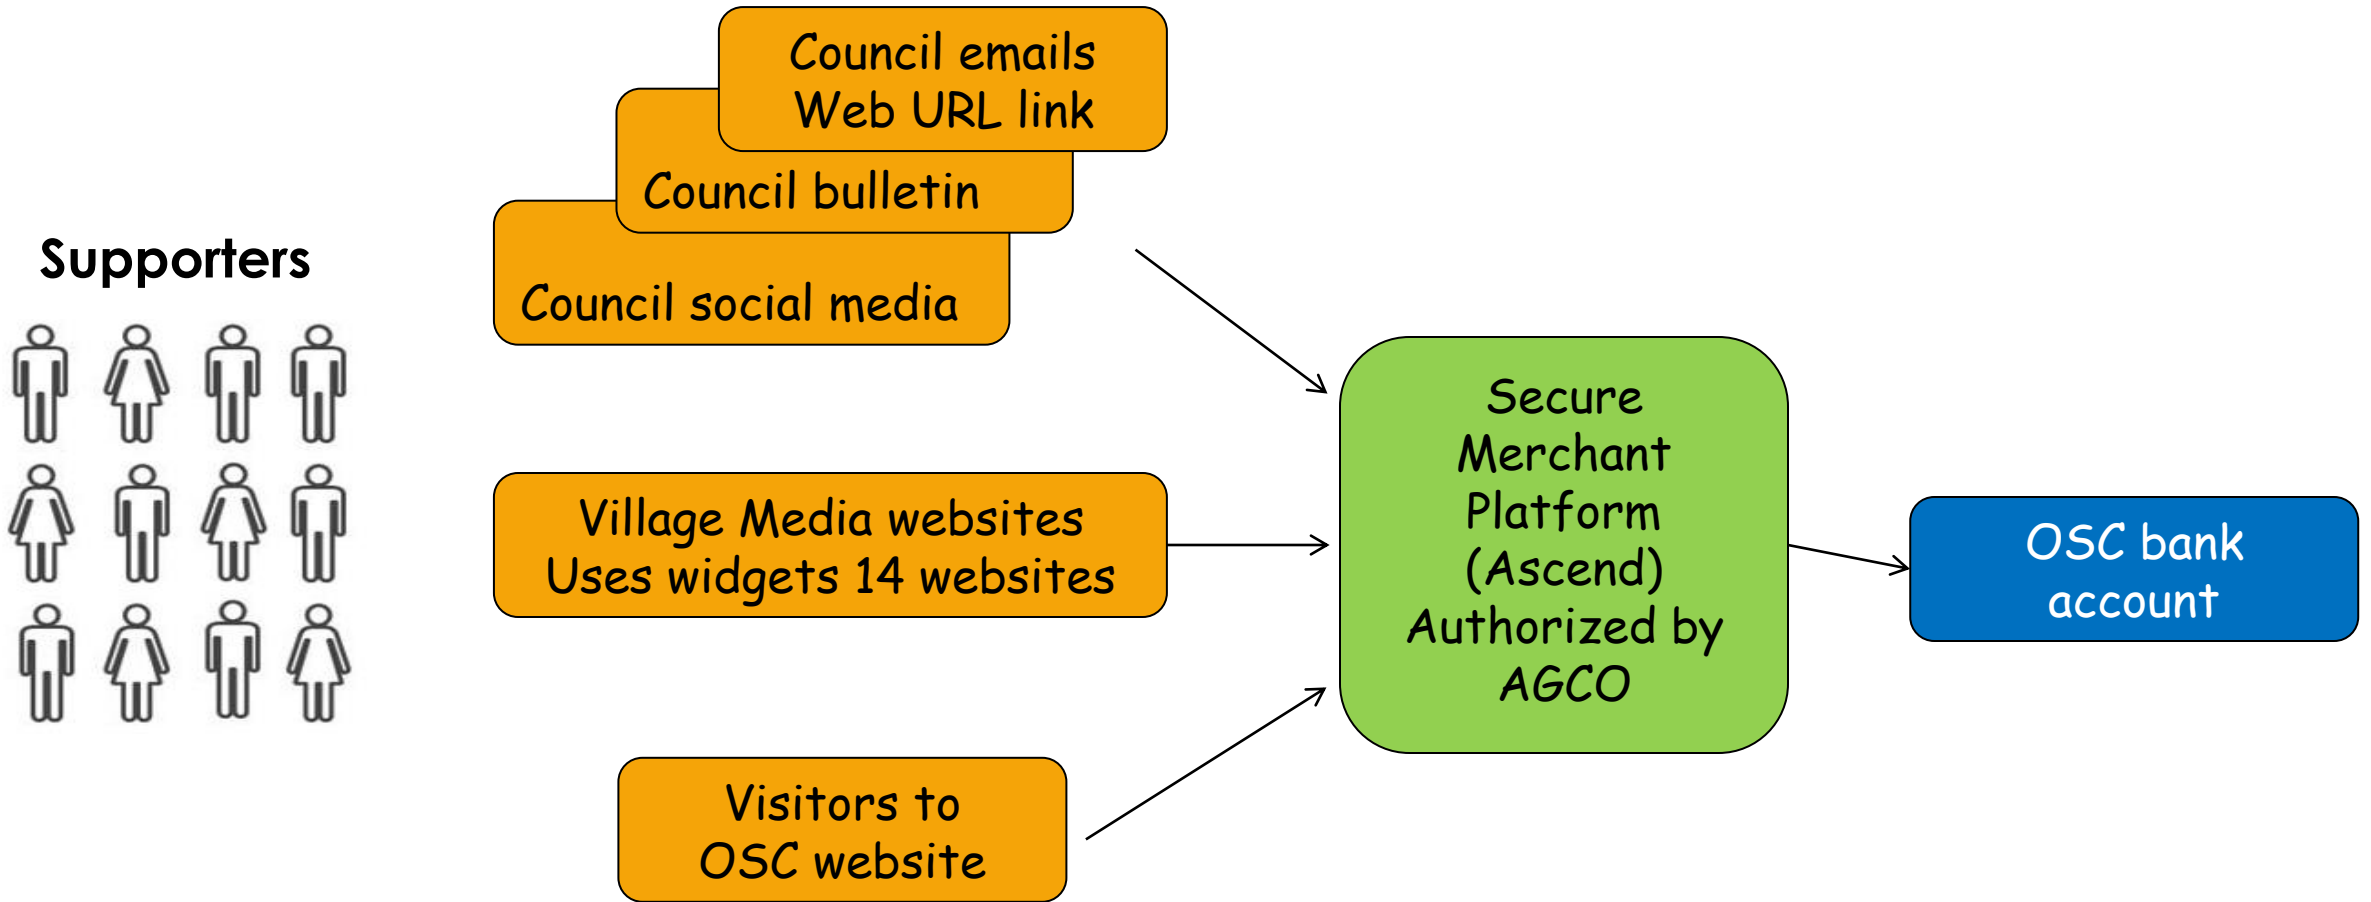 Supporters
Council emails
Web URL link
Council bulletin
Council social media
Village Media websites
Uses widgets 14 websites
Visitors to
OSC website
Secure
Merchant
Platform
(Ascend)
Authorized by
AGCO
OSC bank
account